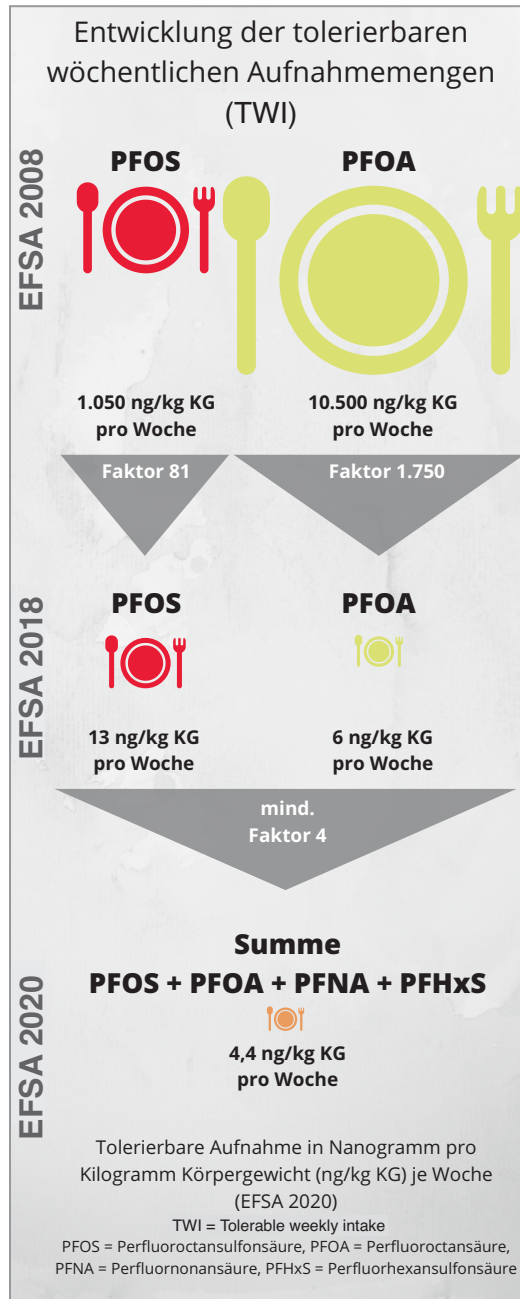 Entwicklung der tolerierbaren
wöchentlichen Aufnahmemengen
(TWI)
EFSA 2008
PFOS
PFOA
1.050 ng/kg KG
pro Woche
10.500 ng/kg KG
pro Woche
Faktor 81
Faktor 1.750
EFSA 2018
PFOS
PFOA
13 ng/kg KG
pro Woche
6 ng/kg KG
pro Woche
mind.
Faktor 4
EFSA 2020
Summe
PFOS + PFOA + PFNA + PFHxS
4,4 ng/kg KG
pro Woche
Tolerierbare Aufnahme in Nanogramm pro
Kilogramm Körpergewicht (ng/kg KG) je Woche
(EFSA 2020)
TWI = Tolerable weekly intake
PFOS = Perfluoroctansulfonsäure, PFOA = Perfluoroctansäure,
PFNA = Perfluornonansäure, PFHxS = Perfluorhexansulfonsäure